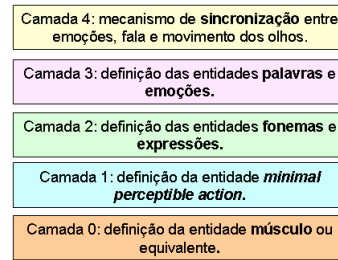 Camada 4: mecanismo de sincronização entre
emoções, fala e movimento dos olhos.
Camada 3: definição das entidades palavras e
emoções.
Camada 2: definição das entidades fonemas e
expressões.
Camada 1: definição da entidade minimal
perceptible action.
Camada 0: definição da entidade músculo ou
equivalente.